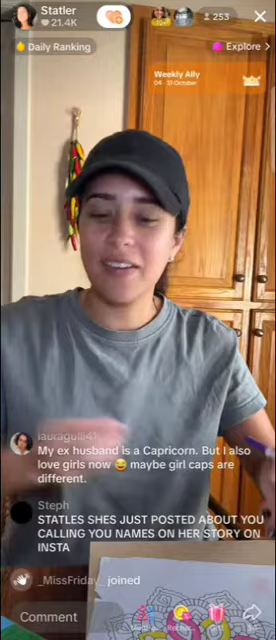 Statler
21.4K
253
Daily Ranking
Explore >
Weekly Ally
04 - 10 October
lauraguili41
My ex husband is a Capricorn. But I also
love girls now 😂 maybe girl caps are
different.
Steph
STATLES SHES JUST POSTED ABOUT YOU
CALLING YOU NAMES ON HER STORY ON
INSTA
_MissFriday_ joined
Comment